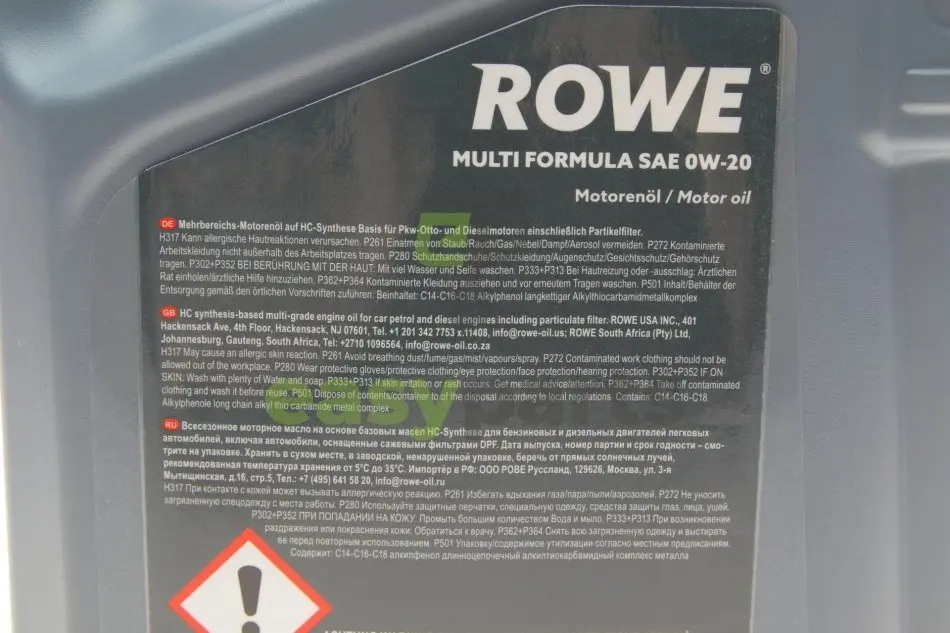 ROWE®
MULTI FORMULA SAE 0W-20
Motorenöl / Motor oil
DE Mehrbereichs-Motorenöl auf HC-Synthese Basis für Pkw-Otto- und Dieselmotoren einschließlich Partikelfilter.
H317 Kann allergische Hautreaktionen verursachen. P261 Einatmen von Staub/Rauch/Gas/Nebel/Dampf/Aerosol vermeiden. P272 Kontaminierte
Arbeitskleidung nicht außerhalb des Arbeitsplatzes tragen. P280 Schutzhandschuhe/Schutzkleidung/Augenschutz/Gesichtsschutz/Gehörschutz
tragen. P302+P352 BEI BERÜHRUNG MIT DER HAUT: Mit viel Wasser und Seife waschen. P333+P313 Bei Hautreizung oder -ausschlag: Ärztlichen
Rat einholen/ärztliche Hilfe hinzuziehen. P362+P364 Kontaminierte Kleidung ausziehen und vor erneutem Tragen waschen. P501 Inhalt/Behälter der
Entsorgung gemäß den örtlichen Vorschriften zuführen. Beinhaltet: C14-C16-C18 Alkylphenol langkettiger Alkylthiocarbamidmetallkomplex
GB HC synthesis-based multi-grade engine oil for car petrol and diesel engines including particulate filter. ROWE USA INC., 401
Hackensack Ave, 4th Floor, Hackensack, NJ 07601, Tel. +1 201 342 7753 x.11408, info@rowe-oil.us; ROWE South Africa (Pty) Ltd,
Johannesburg, Gauteng, South Africa, Tel: +2710 1096564, info@rowe-oil.co.za
H317 May cause an allergic skin reaction. P261 Avoid breathing dust/fume/gas/mist/vapours/spray. P272 Contaminated work clothing should not be
allowed out of the workplace. P280 Wear protective gloves/protective clothing/eye protection/face protection/hearing protection. P302+P352 IF ON
SKIN: Wash with plenty of Water and soap. P333+P313 If skin irritation or rash occurs: Get medical advice/attention. P362+P364 Take off contaminated
clothing and wash it before reuse. P501 Dispose of contents/container to of the disposal according to local regulations. Contains: C14-C16-C18
Alkylphenole long chain alkyl thio carbamide metal complex
easyparts
RU Всесезонное моторное масло на основе базовых масел HC-Synthese для бензиновых и дизельных двигателей легковых
автомобилей, включая автомобили, оснащенные сажевыми фильтрами DPF. Дата выпуска, номер партии и срок годности – смо-
трите на упаковке. Хранить в сухом месте, в заводской, ненарушенной упаковке, беречь от прямых солнечных лучей,
рекомендованная температура хранения от 5°C до 35°C. Импортёр в РФ: ООО РОВЕ Руссланд, 129626, Москва, ул. 3-я
Мытищинская, д.16, стр.5, Тел.: +7 (495) 641 58 20, info@rowe-oil.ru
H317 При контакте с кожей может вызывать аллергическую реакцию. P261 Избегать вдыхания газа/пара/пыли/аэрозолей. P272 Не уносить
загрязненную спецодежду с места работы. P280 Используйте защитные перчатки, специальную одежду, средства защиты глаз, лица, ушей.
P302+P352 ПРИ ПОПАДАНИИ НА КОЖУ: Промыть большим количеством Вода и мыло. P333+P313 При возникновении
раздражения или покраснения кожи: Обратиться к врачу. P362+P364 Снять всю загрязненную одежду и выстирать
ее перед повторным использованием. P501 Упаковку/содержимое утилизации согласно местным предписаниям.
Содержит: C14-C16-C18 алкилфенол длинноцепочечный алкилтиокарбамидный комплекс металла